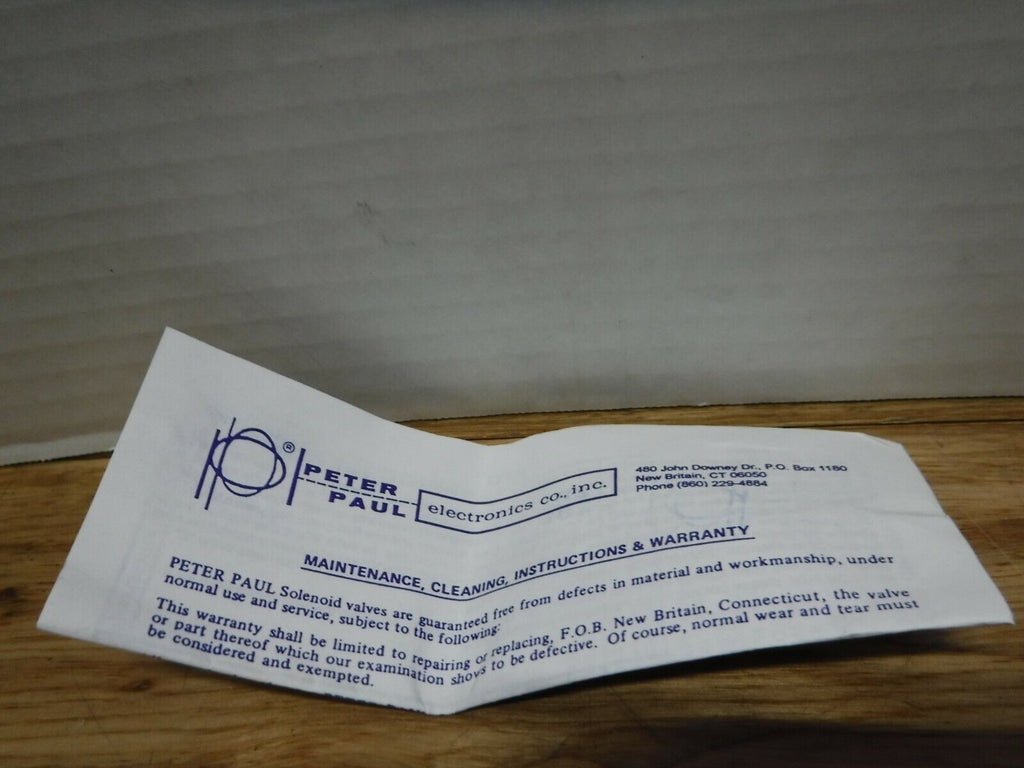 PETER
PAUL
electronics co., inc.
480 John Downey Dr., P.O. Box 1180
New Britain, CT 06050
Phone (860) 229-4884
MAINTENANCE, CLEANING, INSTRUCTIONS & WARRANTY
PETER PAUL Solenoid valves are guaranteed free from defects in material and workmanship, under
normal use and service, subject to the following:
This warranty shall be limited to repairing or replacing, F.O.B. New Britain, Connecticut, the valve
or part thereof which our examination shows to be defective. Of course, normal wear and tear must
be considered and exempted.